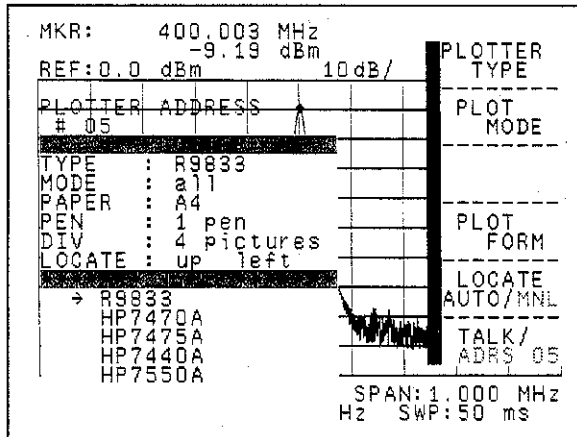 MKR: 400.003 MHz
-9.19 dBm
REF:0.0 dBm 10dB/
PLOTTER ADDRESS
# 05
TYPE : R9833
MODE : all
PAPER : A4
PEN : 1 pen
DIV : 4 pictures
LOCATE : up left
→ R9833
HP7470A
HP7475A
HP7440A
HP7550A
PLOTTER
TYPE
PLOT
MODE
PLOT
FORM
LOCATE
AUTO/MNL
TALK/
ADRS 05
SPAN:1.000 MHz
Hz SWP:50 ms